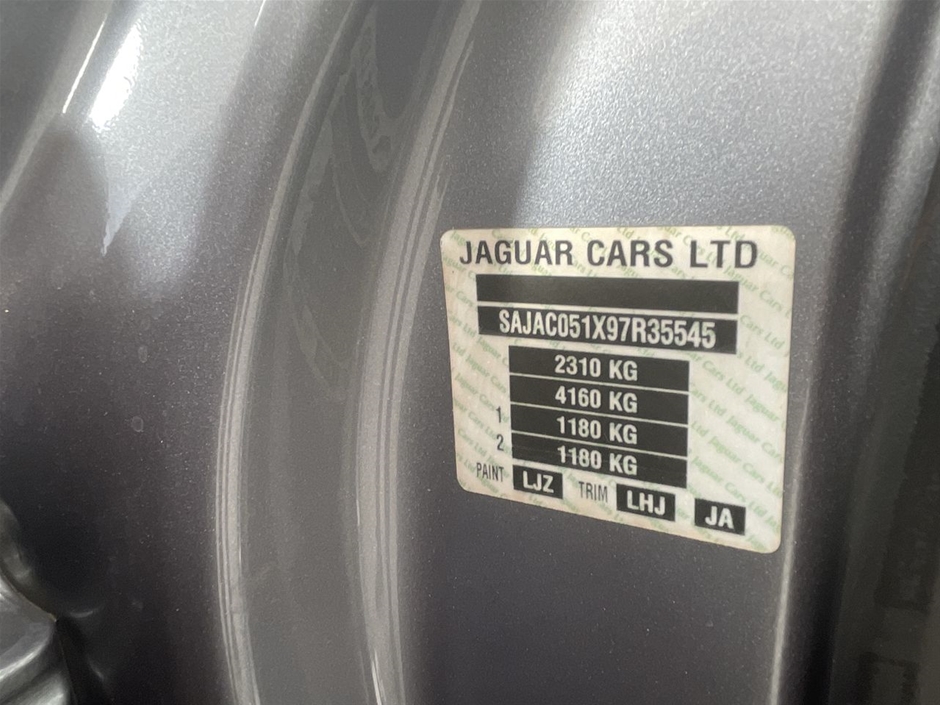 JAGUAR CARS LTD
SAJAC051X97R35545
2310 KG
4160 KG
1 1180 KG
2 1180 KG
PAINT LJZ TRIM LHJ JA